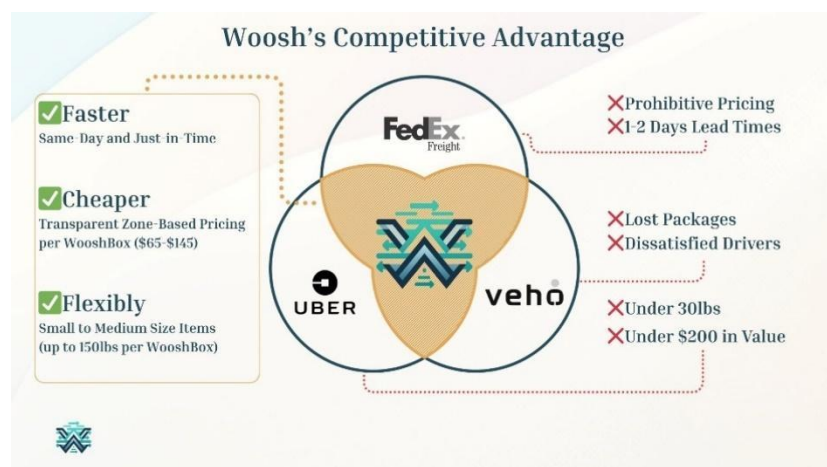 Woosh's Competitive Advantage
Faster
Same-Day and Just-in-Time
Cheaper
Transparent Zone-Based Pricing
per WooshBox ($65-$145)
Flexibly
Small to Medium Size Items
(up to 150lbs per WooshBox)
FedEx
Freight
UBER
veho
Prohibitive Pricing
1-2 Days Lead Times
Lost Packages
Dissatisfied Drivers
Under 30lbs
Under $200 in Value